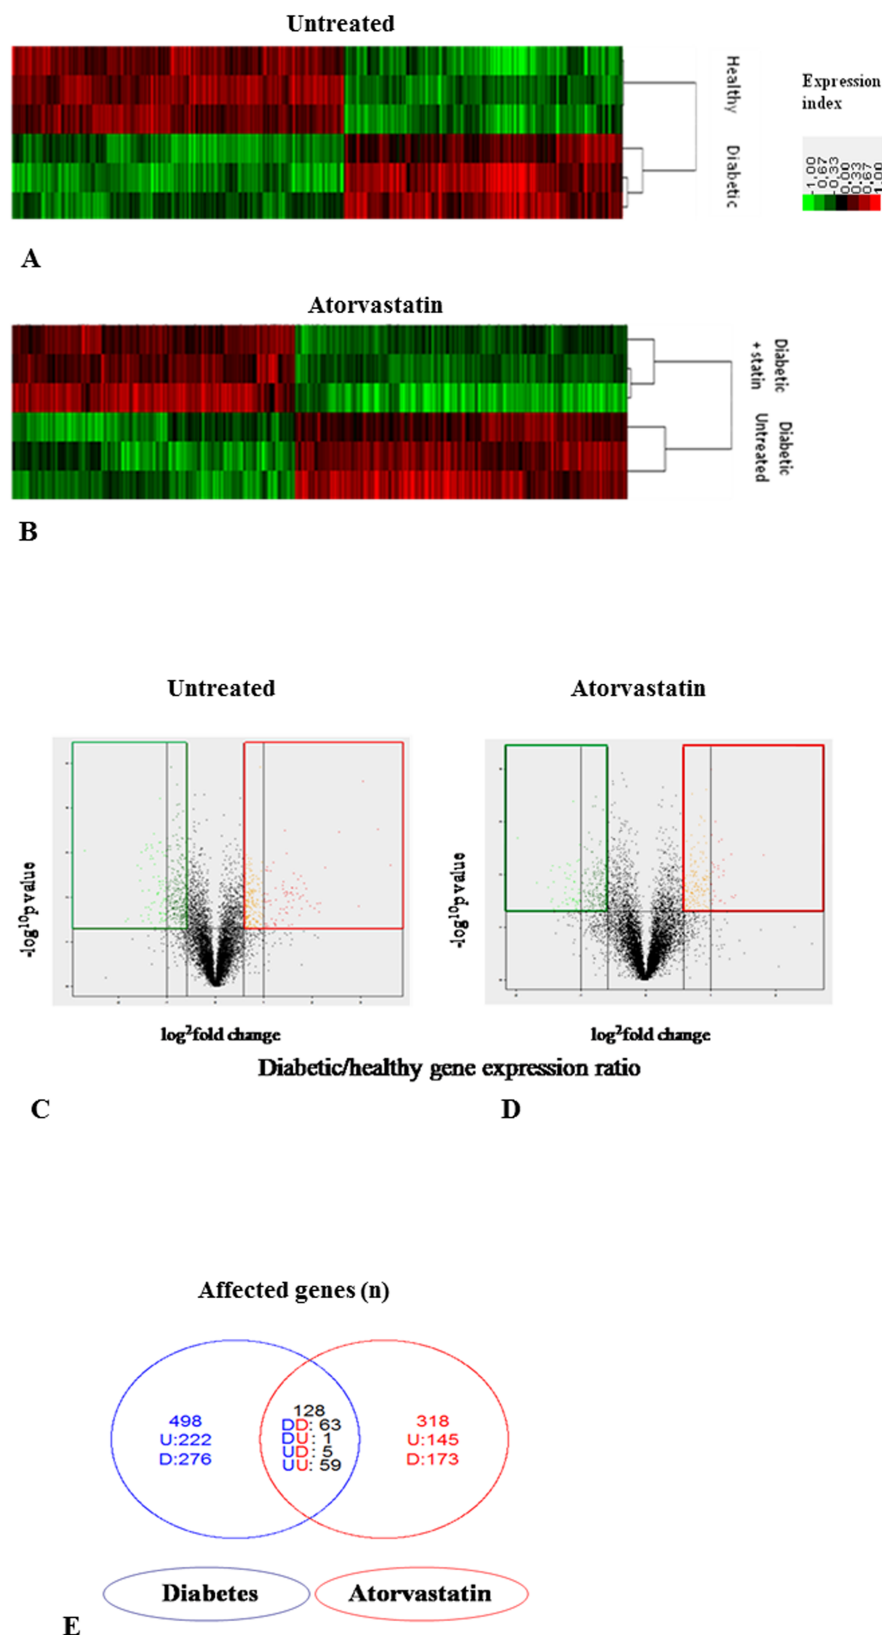 Untreated
Healthy
Diabetic
Expression
index
-1.00
0.67
-0.33
0.00
0.33
0.67
1.00
A
Atorvastatin
Diabetic
+ statin
Diabetic
Untreated
B
Untreated
Atorvastatin
-log10p value
-log10p value
log2fold change
log2fold change
Diabetic/healthy gene expression ratio
C
D
Affected genes (n)
498
U:222
D:276
128
DD: 63
DU: 1
UD: 5
UU: 59
318
U:145
D:173
Diabetes
Atorvastatin
E